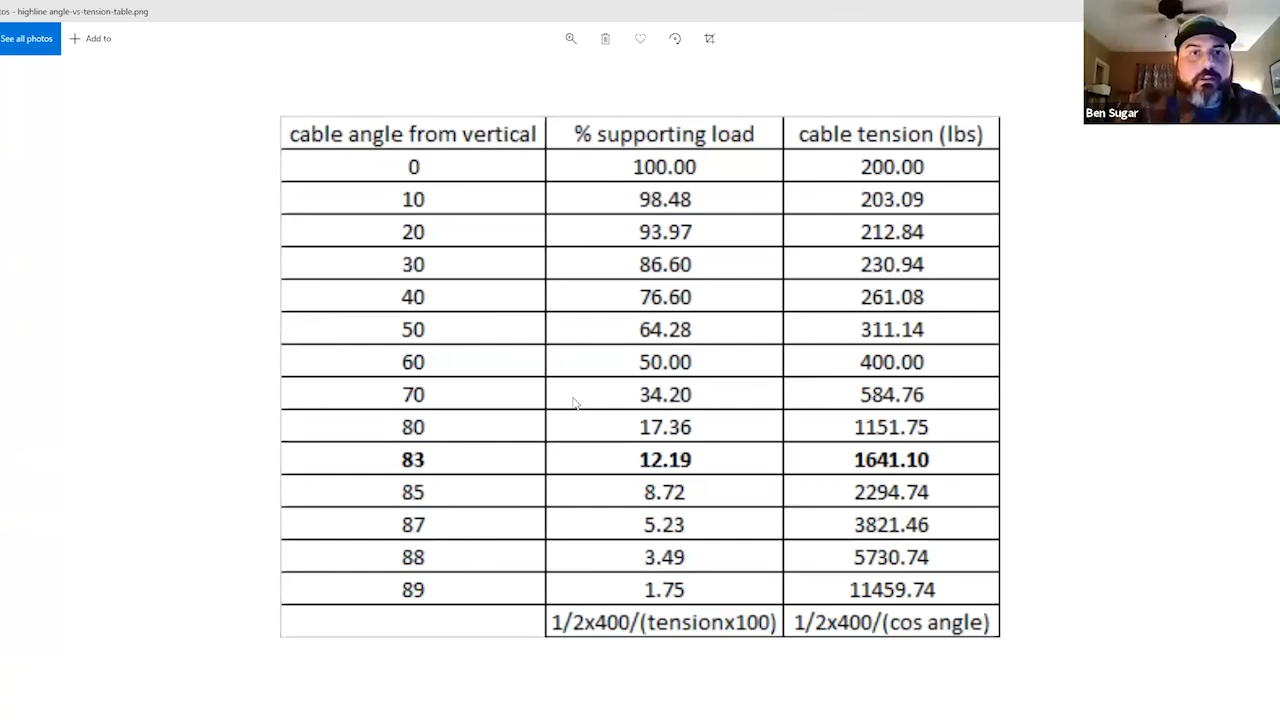 os - highline angle-vs-tension-table.png
See all photos + Add to
Ben Sugar
cable angle from vertical % supporting load cable tension (lbs)
0 100.00 200.00
10 98.48 203.09
20 93.97 212.84
30 86.60 230.94
40 76.60 261.08
50 64.28 311.14
60 50.00 400.00
70 34.20 584.76
80 17.36 1151.75
83 12.19 1641.10
85 8.72 2294.74
87 5.23 3821.46
88 3.49 5730.74
89 1.75 11459.74
1/2x400/(tensionx100) 1/2x400/(cos angle)